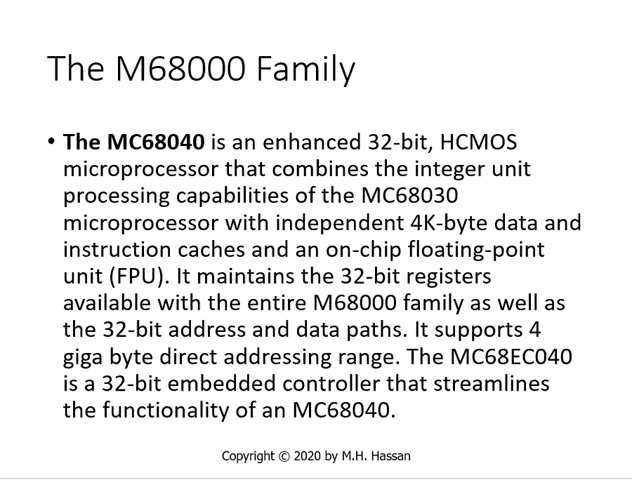 The M68000 Family
• The MC68040 is an enhanced 32-bit, HCMOS
microprocessor that combines the integer unit
processing capabilities of the MC68030
microprocessor with independent 4K-byte data and
instruction caches and an on-chip floating-point
unit (FPU). It maintains the 32-bit registers
available with the entire M68000 family as well as
the 32-bit address and data paths. It supports 4
giga byte direct addressing range. The MC68EC040
is a 32-bit embedded controller that streamlines
the functionality of an MC68040.
Copyright © 2020 by M.H. Hassan